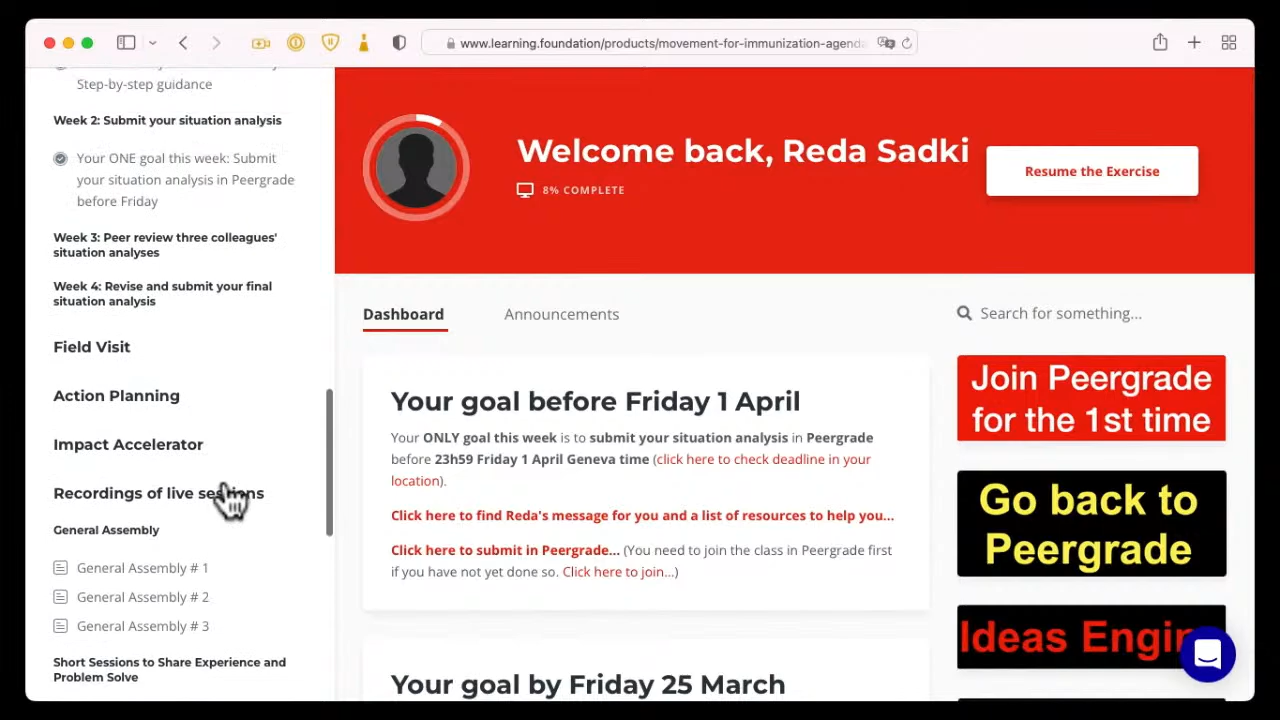 www.learning.foundation/products/movement-for-immunization-agenda
Step-by-step guidance
Week 2: Submit your situation analysis
Your ONE goal this week: Submit
your situation analysis in Peergrade
before Friday
Week 3: Peer review three colleagues'
situation analyses
Week 4: Revise and submit your final
situation analysis
Field Visit
Action Planning
Impact Accelerator
Recordings of live sessions
General Assembly
General Assembly # 1
General Assembly # 2
General Assembly # 3
Short Sessions to Share Experience and
Problem Solve
Welcome back, Reda Sadki
8% COMPLETE
Resume the Exercise
Dashboard
Announcements
Search for something...
Your goal before Friday 1 April
Your ONLY goal this week is to submit your situation analysis in Peergrade
before 23h59 Friday 1 April Geneva time (click here to check deadline in your
location).
Click here to find Reda's message for you and a list of resources to help you...
Click here to submit in Peergrade... (You need to join the class in Peergrade first
if you have not yet done so. Click here to join...)
Your goal by Friday 25 March
Join Peergrade
for the 1st time
Go back to
Peergrade
Ideas Engin